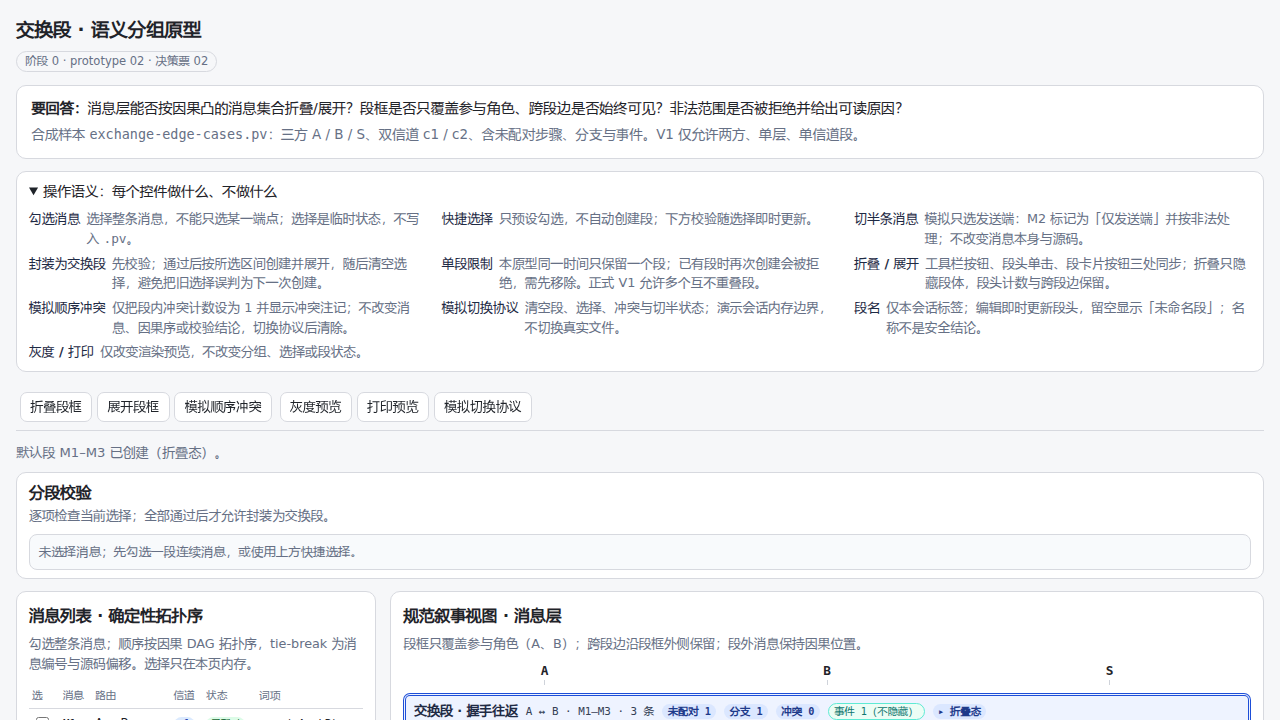 交换段 · 语义分组原型
阶段 0 · prototype 02 · 决策票 02
要回答：消息层能否按因果凸的消息集合折叠/展开？段框是否只覆盖参与角色、跨段边是否始终可见？非法范围是否被拒绝并给出可读原因？
合成样本 exchange-edge-cases.pv：三方 A / B / S、双信道 c1 / c2、含未配对步骤、分支与事件。V1 仅允许两方、单层、单信道段。
▼ 操作语义：每个控件做什么、不做什么
勾选消息 选择整条消息，不能只选某一端点；选择是临时状态，不写
入 .pv。
快捷选择 只预设勾选，不自动创建段；下方校验随选择即时更新。
切半条消息 模拟只选发送端：M2 标记为「仅发送端」并按非法处
理；不改变消息本身与源码。
封装为交换段 先校验；通过后按所选区间创建并展开，随后清空选
择，避免把旧选择误判为下一次创建。
单段限制 本原型同一时间只保留一个段；已有段时再次创建会被拒
绝，需先移除。正式 V1 允许多个互不重叠段。
折叠 / 展开 工具栏按钮、段头单击、段卡片按钮三处同步；折叠只隐
藏段体，段头计数与跨段边保留。
模拟顺序冲突 仅把段内冲突计数设为 1 并显示冲突注记；不改变消
息、因果序或校验结论，切换协议后清除。
模拟切换协议 清空段、选择、冲突与切半状态；演示会话内存边界，
不切换真实文件。
段名 仅本会话标签；编辑即时更新段头，留空显示「未命名段」；名
称不是安全结论。
灰度 / 打印 仅改变渲染预览，不改变分组、选择或段状态。
折叠段框 展开段框 模拟顺序冲突 灰度预览 打印预览 模拟切换协议
默认段 M1–M3 已创建（折叠态）。
分段校验
逐项检查当前选择；全部通过后才允许封装为交换段。
未选择消息；先勾选一段连续消息，或使用上方快捷选择。
消息列表 · 确定性拓扑序
勾选整条消息；顺序按因果 DAG 拓扑序，tie-break 为消
息编号与源码偏移。选择只在本页内存。
选 消息 路由 信道 状态 词项
规范叙事视图 · 消息层
段框只覆盖参与角色（A、B）；跨段边沿段框外侧保留；段外消息保持因果位置。
A B S
交换段 · 握手往返 A ↔ B · M1–M3 · 3 条 未配对 1 分支 1 冲突 0 事件 1 (不隐藏) ▸ 折叠态